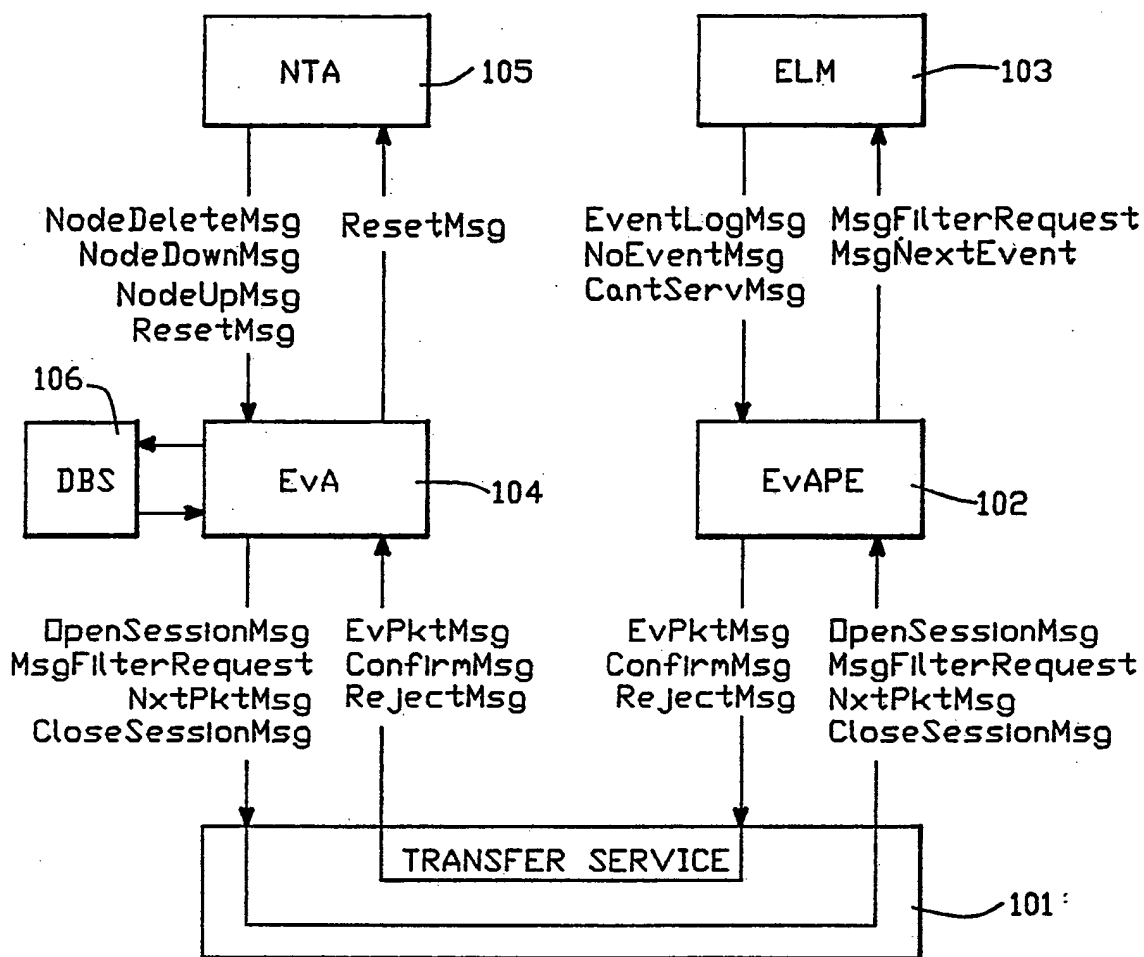 NTA
105
ELM
103
NodeDeleteMsg
NodeDownMsg
NodeUpMsg
ResetMsg
ResetMsg
EventLogMsg
NoEventMsg
CantServMsg
MsgFilterRequest
MsgNextEvent
106
DBS
EvA
104
EvAPE
102
OpenSessionMsg
MsgFilterRequest
NxtPktMsg
CloseSessionMsg
EvPktMsg
ConfirmMsg
RejectMsg
EvPktMsg
ConfirmMsg
RejectMsg
OpenSessionMsg
MsgFilterRequest
NxtPktMsg
CloseSessionMsg
TRANSFER SERVICE
101